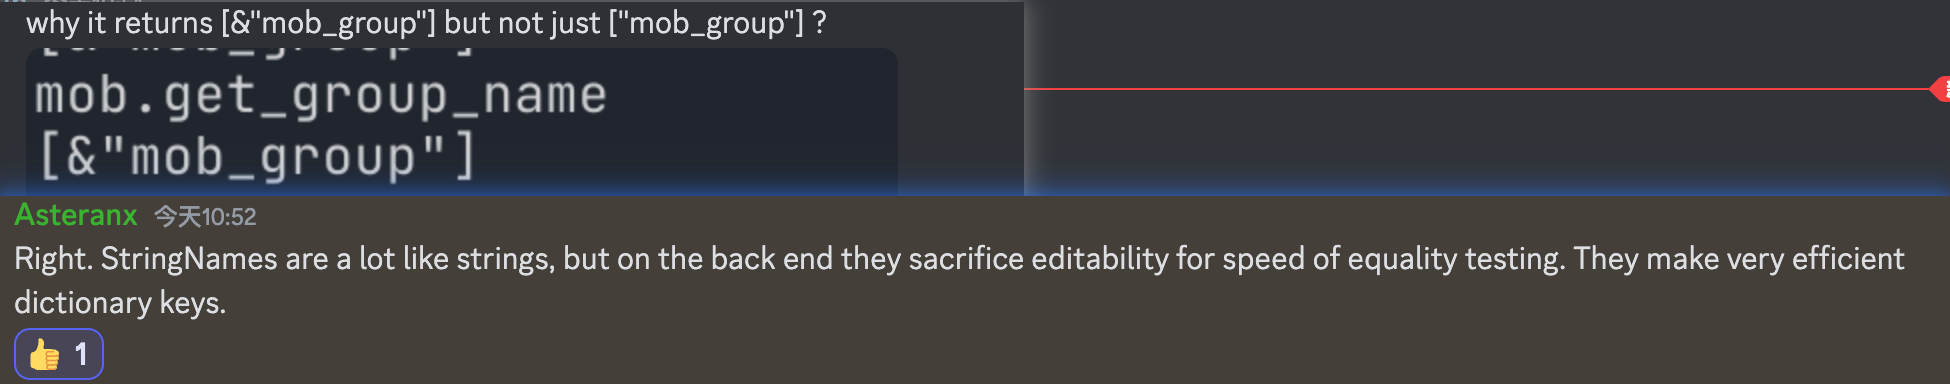 why it returns [&"mob_group"] but not just ["mob_group"] ?
mob.get_group_name
[&"mob_group"]
Asteranx 今天10:52
Right. StringNames are a lot like strings, but on the back end they sacrifice editability for speed of equality testing. They make very efficient
dictionary keys.
👍 1